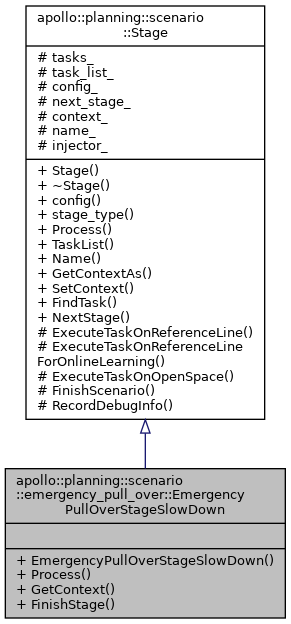 apollo::planning::scenario
::Stage
# tasks_
# task_list_
# config_
# next_stage_
# context_
# name_
# injector_
+ Stage()
+ ~Stage()
+ config()
+ stage_type()
+ Process()
+ TaskList()
+ Name()
+ GetContextAs()
+ SetContext()
+ FindTask()
+ NextStage()
# ExecuteTaskOnReferenceLine()
# ExecuteTaskOnReferenceLine
ForOnlineLearning()
# ExecuteTaskOnOpenSpace()
# FinishScenario()
# RecordDebugInfo()
apollo::planning::scenario
::emergency_pull_over::Emergency
PullOverStageSlowDown
+ EmergencyPullOverStageSlowDown()
+ Process()
+ GetContext()
+ FinishStage()